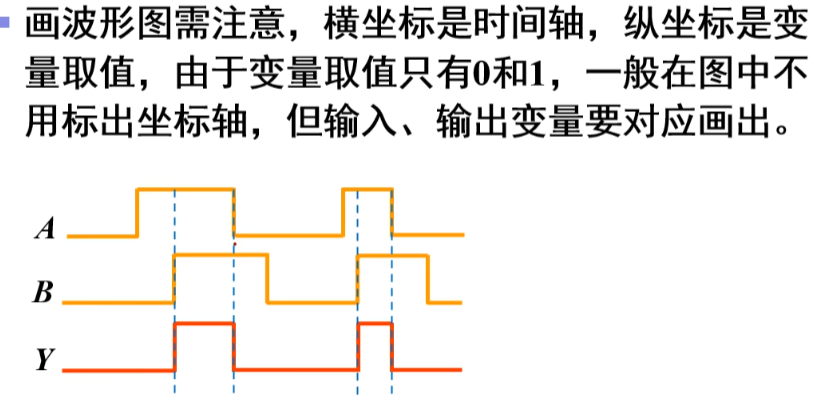 画波形图需注意，横坐标是时间轴，纵坐标是变
量取值，由于变量取值只有0和1，一般在图中不
用标出坐标轴，但输入、输出变量要对应画出。
A
B
Y